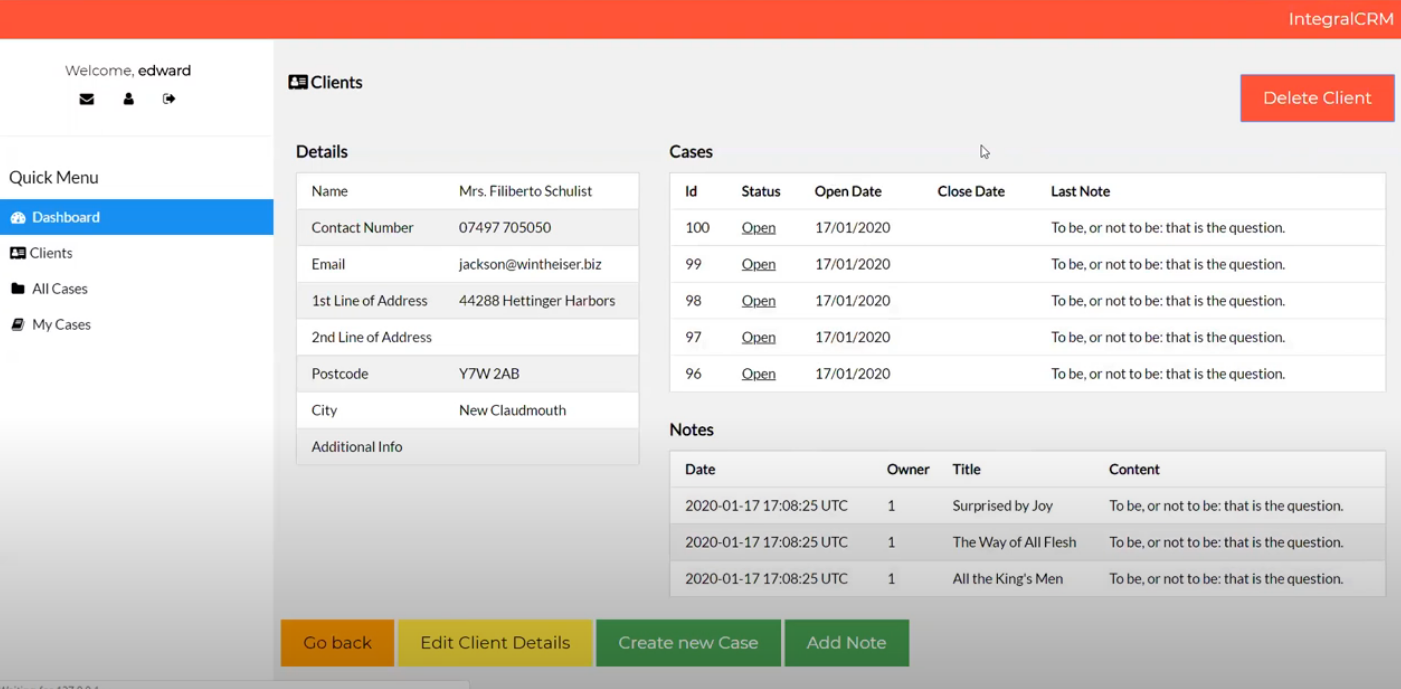 IntegralCRM
Welcome, edward
Quick Menu
Dashboard
Clients
All Cases
My Cases
Clients
Delete Client
Details
Name Mrs. Filiberto Schulist
Contact Number 07497 705050
Email jackson@wintheiser.biz
1st Line of Address 44288 Hettinger Harbors
2nd Line of Address
Postcode Y7W 2AB
City New Claudmouth
Additional Info
Cases
Id Status Open Date Close Date Last Note
100 Open 17/01/2020 To be, or not to be: that is the question.
99 Open 17/01/2020 To be, or not to be: that is the question.
98 Open 17/01/2020 To be, or not to be: that is the question.
97 Open 17/01/2020 To be, or not to be: that is the question.
96 Open 17/01/2020 To be, or not to be: that is the question.
Notes
Date Owner Title Content
2020-01-17 17:08:25 UTC 1 Surprised by Joy To be, or not to be: that is the question.
2020-01-17 17:08:25 UTC 1 The Way of All Flesh To be, or not to be: that is the question.
2020-01-17 17:08:25 UTC 1 All the King's Men To be, or not to be: that is the question.
Go back Edit Client Details Create new Case Add Note